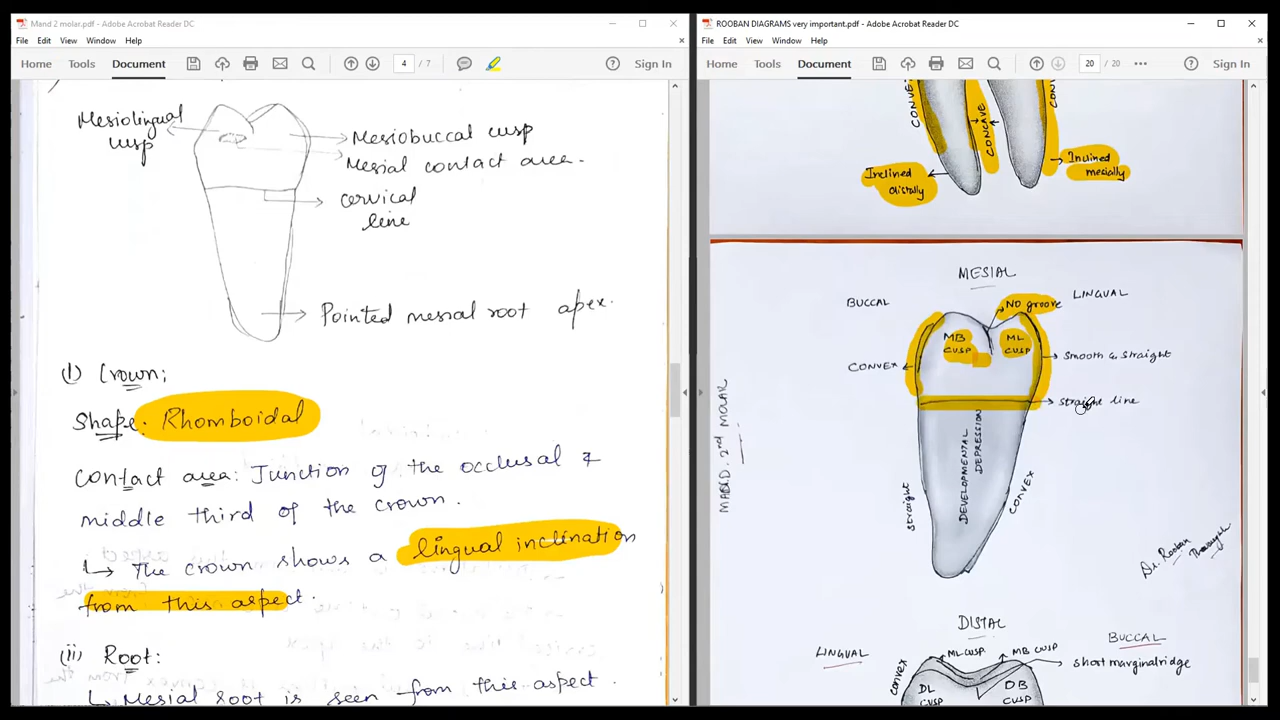 Mand 2 molar.pdf - Adobe Acrobat Reader DC
File Edit View Window Help
Home Tools Document 4 / 7 Sign In
Mesiolingual
cusp
Mesiobuccal cusp
Mesial contact area.
cervical
line
Pointed mesial root apex.
(i) Crown;
Shape: Rhomboidal
Contact area: Junction of the occlusal &
middle third of the crown.
↳ The crown shows a lingual inclination
from this aspect.
(ii) Root:
↳ Mesial root is seen from this aspect.
ROOBAN DIAGRAMS very important.pdf - Adobe Acrobat Reader DC
File Edit View Window Help
Home Tools Document 20 / 20 Sign In
CONVEX
CONCAVE
Inclined
distally
Inclined
mesially
MESIAL
BUCCAL
NO groove
LINGUAL
MB
CUSP
ML
CUSP
CONVEX
Smooth & straight
straight line
MAND. 2nd MOLAR
DEVELOPMENTAL
DEPRESSION
straight
CONVEX
Dr. Rooban
DISTAL
LINGUAL
BUCCAL
ML CUSP
MB CUSP
short marginal ridge
convex
DL
CUSP
DB
CUSP